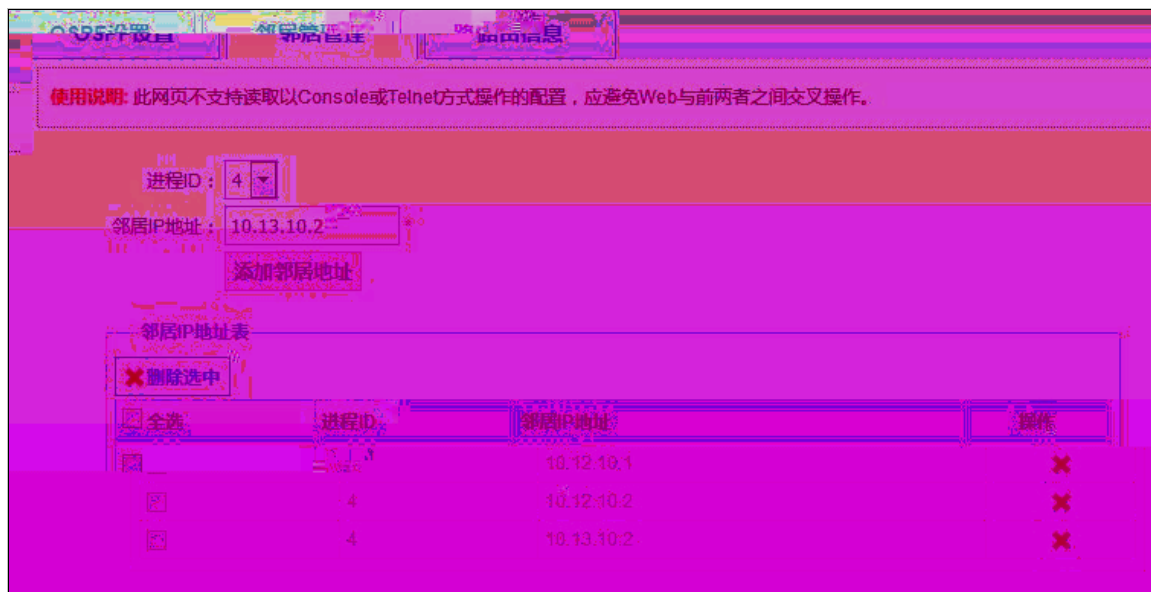 OSPF设置 邻居管理 路由信息
使用说明: 此网页不支持读取以Console或Telnet方式操作的配置，应避免Web与前两者之间交叉操作。
进程ID： 4
邻居IP地址： 10.13.10.2
添加邻居地址
邻居IP地址表
删除选中
全选 进程ID 邻居IP地址 操作
10.12.10.1
4 10.12.10.2
4 10.13.10.2